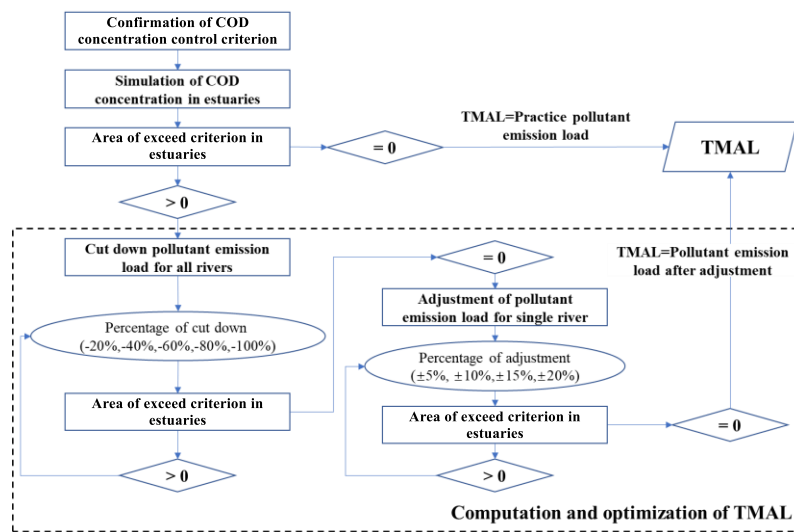 Confirmation of COD
concentration control criterion
Simulation of COD
concentration in estuaries
Area of exceed criterion in
estuaries
= 0
TMAL=Practice pollutant
emission load
TMAL
> 0
Cut down pollutant emission
load for all rivers
Percentage of cut down
(-20%,-40%,-60%,-80%,-100%)
Area of exceed criterion in
estuaries
> 0
= 0
Adjustment of pollutant
emission load for single river
Percentage of adjustment
(±5%, ±10%,±15%,±20%)
Area of exceed criterion in
estuaries
> 0
= 0
TMAL=Pollutant emission
load after adjustment
Computation and optimization of TMAL